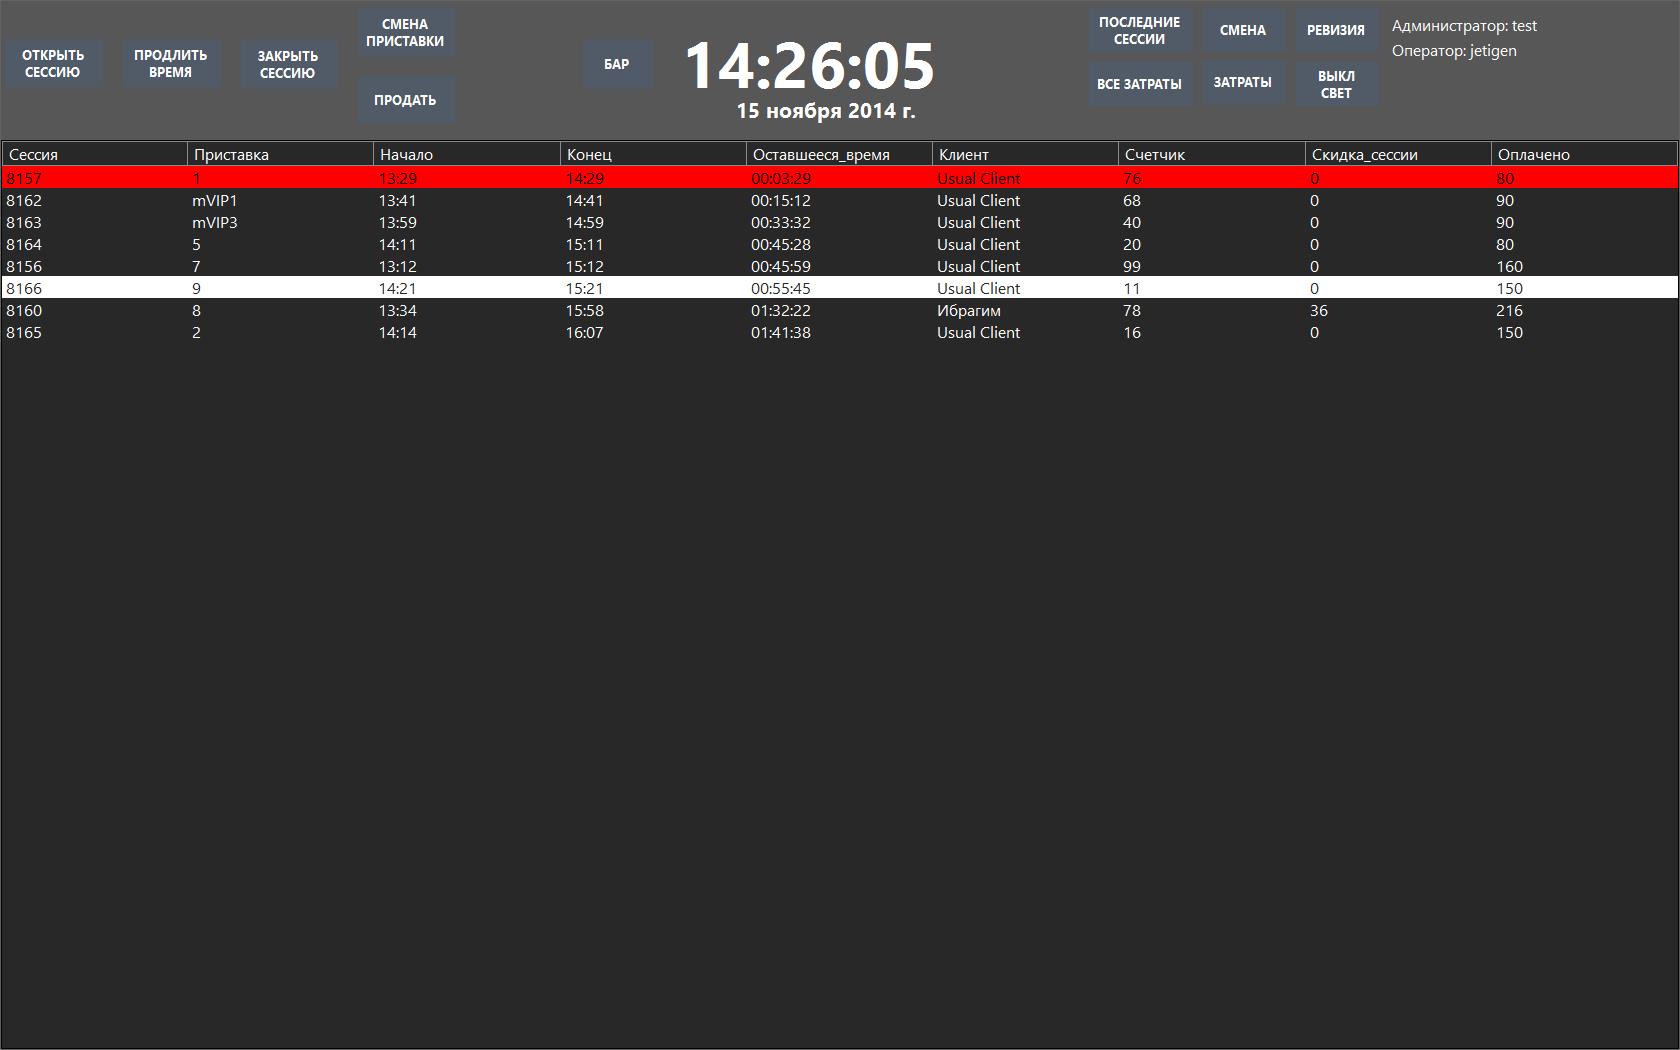 ОТКРЫТЬ
СЕССИЮ
ПРОДЛИТЬ
ВРЕМЯ
ЗАКРЫТЬ
СЕССИЮ
СМЕНА
ПРИСТАВКИ
ПРОДАТЬ
БАР
14:26:05
15 ноября 2014 г.
ПОСЛЕДНИЕ
СЕССИИ
СМЕНА
РЕВИЗИЯ
ВСЕ ЗАТРАТЫ
ЗАТРАТЫ
ВЫКЛ
СВЕТ
Администратор: test
Оператор: jetigen
Сессия Приставка Начало Конец Оставшееся_время Клиент Счетчик Скидка_сессии Оплачено
8157 1 13:29 14:29 00:03:29 Usual Client 76 0 80
8162 mVIP1 13:41 14:41 00:15:12 Usual Client 68 0 90
8163 mVIP3 13:59 14:59 00:33:32 Usual Client 40 0 90
8164 5 14:11 15:11 00:45:28 Usual Client 20 0 80
8156 7 13:12 15:12 00:45:59 Usual Client 99 0 160
8166 9 14:21 15:21 00:55:45 Usual Client 11 0 150
8160 8 13:34 15:58 01:32:22 Ибрагим 78 36 216
8165 2 14:14 16:07 01:41:38 Usual Client 16 0 150